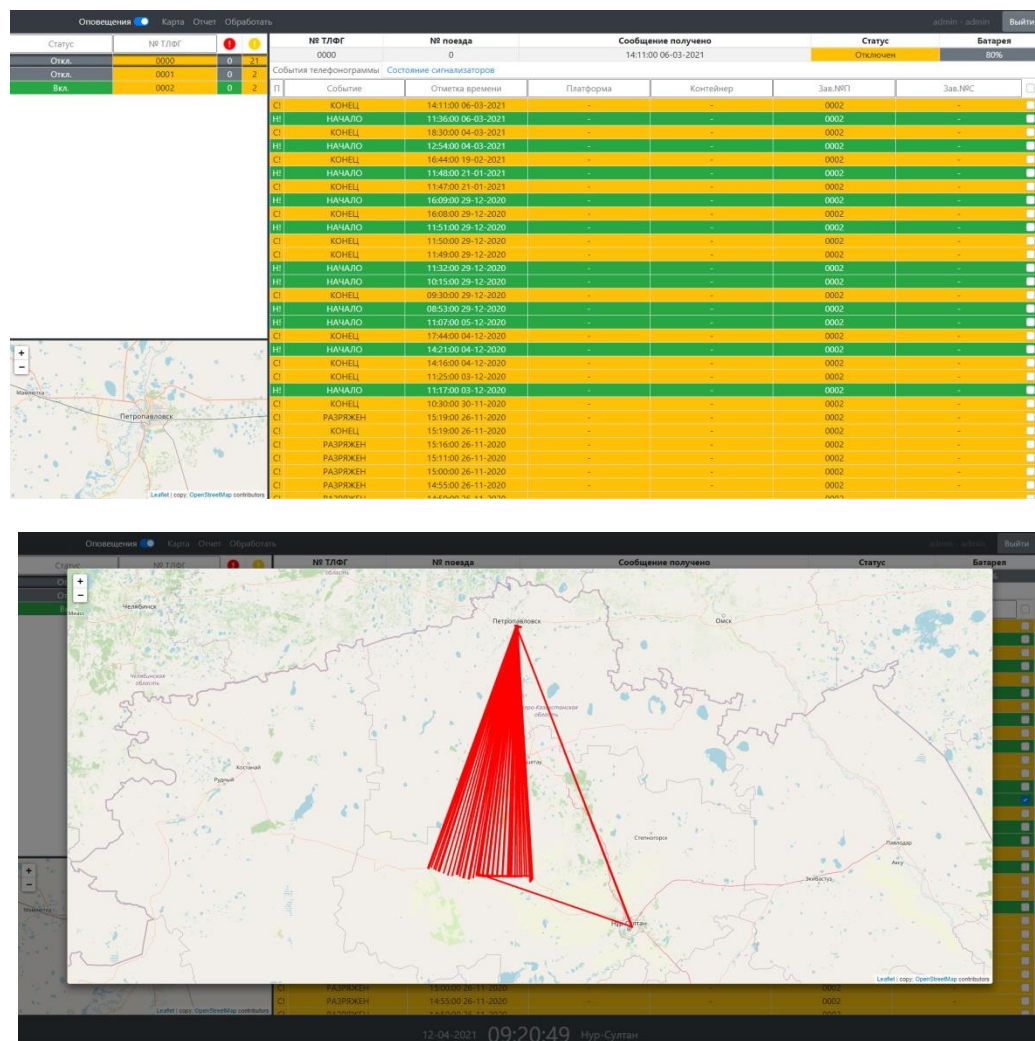 Оповещения Карта Отчет Обработать admin - admin Выйти
Статус № ТЛФГ ! !
Откл. 0000 0 21
Откл. 0001 0 2
Вкл. 0002 0 2
№ ТЛФГ № поезда Сообщение получено Статус Батарея
0000 0 14:11:00 06-03-2021 Отключен 80%
События телефонограммы Состояние сигнализаторов
П Событие Отметка времени Платформа Контейнер Зав.№П Зав.№С
С! КОНЕЦ 14:11:00 06-03-2021 - - 0002 -
Н! НАЧАЛО 11:36:00 06-03-2021 - - 0002 -
С! КОНЕЦ 18:30:00 04-03-2021 - - 0002 -
Н! НАЧАЛО 12:54:00 04-03-2021 - - 0002 -
С! КОНЕЦ 16:44:00 19-02-2021 - - 0002 -
Н! НАЧАЛО 11:48:00 21-01-2021 - - 0002 -
С! КОНЕЦ 11:47:00 21-01-2021 - - 0002 -
Н! НАЧАЛО 16:09:00 29-12-2020 - - 0002 -
С! КОНЕЦ 16:08:00 29-12-2020 - - 0002 -
Н! НАЧАЛО 11:51:00 29-12-2020 - - 0002 -
С! КОНЕЦ 11:50:00 29-12-2020 - - 0002 -
С! КОНЕЦ 11:49:00 29-12-2020 - - 0002 -
Н! НАЧАЛО 11:32:00 29-12-2020 - - 0002 -
Н! НАЧАЛО 10:15:00 29-12-2020 - - 0002 -
С! КОНЕЦ 09:30:00 29-12-2020 - - 0002 -
Н! НАЧАЛО 08:53:00 29-12-2020 - - 0002 -
Н! НАЧАЛО 11:07:00 05-12-2020 - - 0002 -
С! КОНЕЦ 17:44:00 04-12-2020 - - 0002 -
Н! НАЧАЛО 14:21:00 04-12-2020 - - 0002 -
С! КОНЕЦ 14:16:00 04-12-2020 - - 0002 -
С! КОНЕЦ 11:25:00 03-12-2020 - - 0002 -
Н! НАЧАЛО 11:17:00 03-12-2020 - - 0002 -
С! КОНЕЦ 10:30:00 30-11-2020 - - 0002 -
С! РАЗРЯЖЕН 15:19:00 26-11-2020 - - 0002 -
С! КОНЕЦ 15:19:00 26-11-2020 - - 0002 -
С! РАЗРЯЖЕН 15:16:00 26-11-2020 - - 0002 -
С! РАЗРЯЖЕН 15:11:00 26-11-2020 - - 0002 -
С! РАЗРЯЖЕН 15:00:00 26-11-2020 - - 0002 -
С! РАЗРЯЖЕН 14:55:00 26-11-2020 - - 0002 -
+
−
Мамлютка
Петропавловск
Leaflet | copy; OpenStreetMap contributors
Оповещения Карта Отчет Обработать admin - admin Выйти
№ ТЛФГ № поезда Сообщение получено Статус Батарея
+
−
Челябинск
Миасс
Петропавловск
Омск
Челябинская
область
область
Костанай
Рудный
Степногорск
Павлодар
Аксу
Экибастуз
Нур-Султан
Leaflet | copy; OpenStreetMap contributors
С! РАЗРЯЖЕН 15:00:00 26-11-2020 - - 0002
С! РАЗРЯЖЕН 14:55:00 26-11-2020 - - 0002
Leaflet | copy; OpenStreetMap contributors
12-04-2021 09:20:49 Нур-Султан